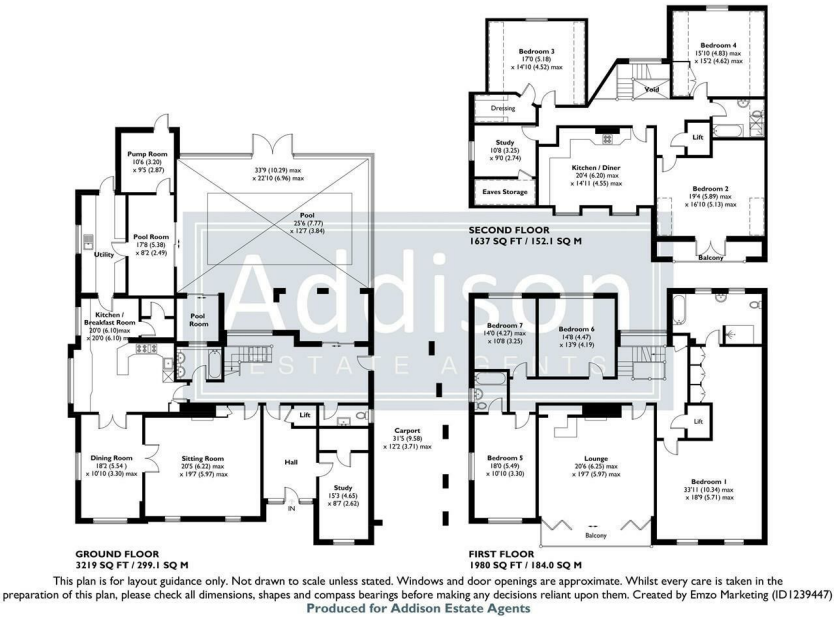 Bedroom 3
17'0 (5.18)
x 14'10 (4.52) max
Bedroom 4
15'10 (4.83) max
x 15'2 (4.62) max
Void
Dressing
Study
10'8 (3.25)
x 9'0 (2.74)
Kitchen / Diner
20'4 (6.20) max
x 14'11 (4.55) max
Lift
Eaves Storage
Bedroom 2
19'4 (5.89) max
x 16'10 (5.13) max
Balcony
SECOND FLOOR
1637 SQ FT / 152.1 SQ M
Pump Room
10'6 (3.20)
x 9'5 (2.87)
33'9 (10.29) max
x 22'10 (6.96) max
Pool
25'6 (7.77)
x 12'7 (3.84)
Pool Room
17'8 (5.38)
x 8'2 (2.49)
Utility
Kitchen /
Breakfast Room
20'0 (6.10)max
x 20'0 (6.10) max
Pool
Room
Addison
ESTATE AGENTS
Lift
Dining Room
18'2 (5.54 )
x 10'10 (3.30) max
Sitting Room
20'5 (6.22) max
x 19'7 (5.97) max
Hall
Study
15'3 (4.65)
x 8'7 (2.62)
IN
Carport
31'5 (9.58)
x 12'2 (3.71) max
GROUND FLOOR
3219 SQ FT / 299.1 SQ M
Bedroom 7
14'0 (4.27) max
x 10'8 (3.25)
Bedroom 6
14'8 (4.47)
x 13'9 (4.19)
Lift
Bedroom 5
18'0 (5.49)
x 10'10 (3.30)
Lounge
20'6 (6.25) max
x 19'7 (5.97) max
Bedroom 1
33'11 (10.34) max
x 18'9 (5.71) max
Balcony
FIRST FLOOR
1980 SQ FT / 184.0 SQ M
This plan is for layout guidance only. Not drawn to scale unless stated. Windows and door openings are approximate. Whilst every care is taken in the
preparation of this plan, please check all dimensions, shapes and compass bearings before making any decisions reliant upon them. Created by Emzo Marketing (ID1239447)
Produced for Addison Estate Agents